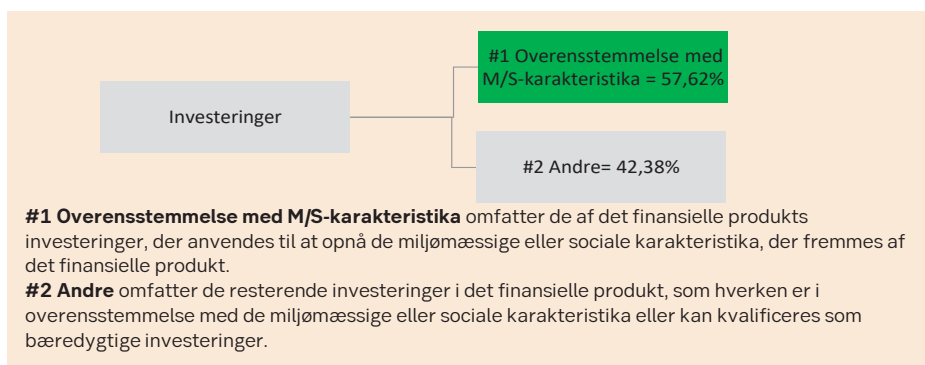 #1 Overensstemmelse med
M/S-karakteristika = 57,62%
Investeringer
#2 Andre= 42,38%
#1 Overensstemmelse med M/S-karakteristika omfatter de af det finansielle produkts
investeringer, der anvendes til at opnå de miljømæssige eller sociale karakteristika, der fremmes af
det finansielle produkt.
#2 Andre omfatter de resterende investeringer i det finansielle produkt, som hverken er i
overensstemmelse med de miljømæssige eller sociale karakteristika eller kan kvalificeres som
bæredygtige investeringer.